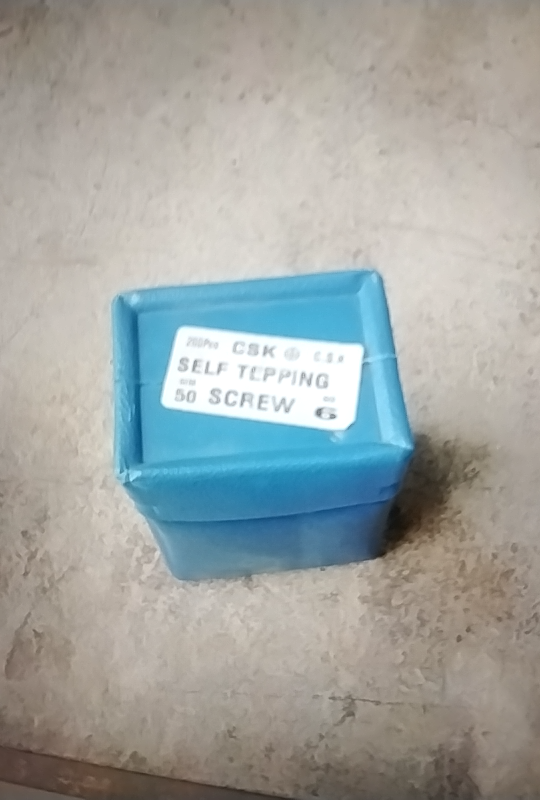 200Pcs CSK C.S.K
SELF TEPPING
50 SCREW 6